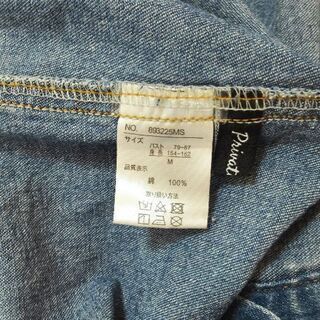 NO. 893225MS
サイズ
バスト 79-87
身長 154-162
M
品質表示
綿 100%
取り扱い方法
Privat